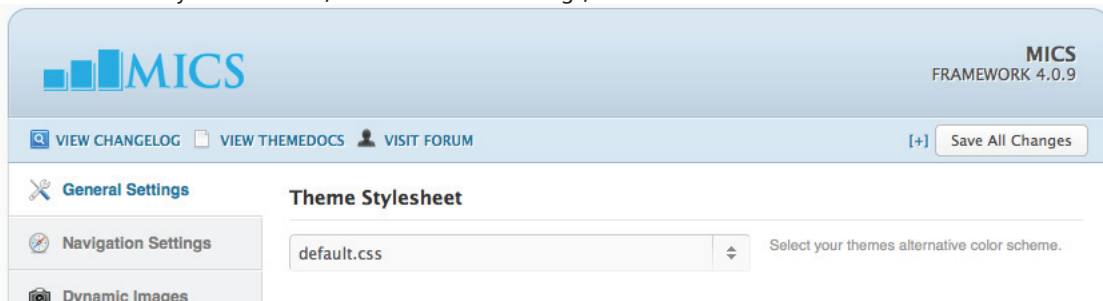 MICS
MICS
FRAMEWORK 4.0.9
VIEW CHANGELOG VIEW THEMEDOCS VISIT FORUM
[+] Save All Changes
General Settings
Theme Stylesheet
Navigation Settings
default.css
Select your themes alternative color scheme.
Dynamic Images